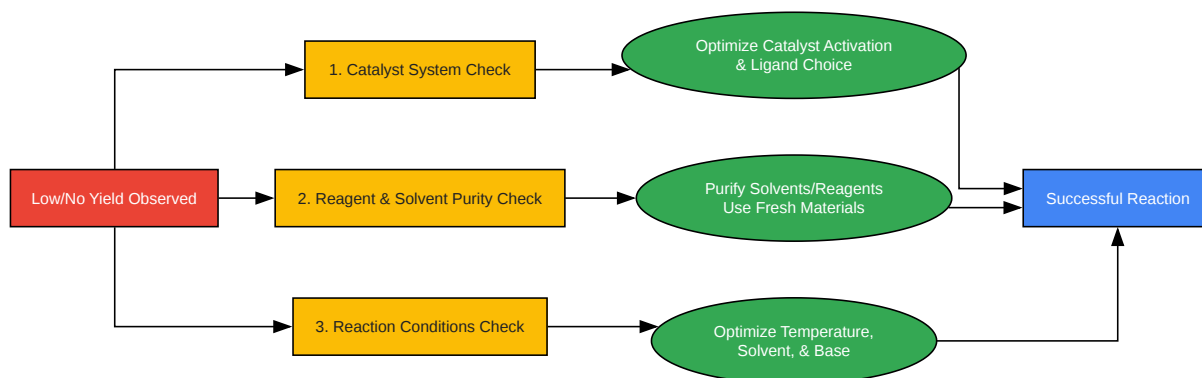 Optimize Catalyst Activation
& Ligand Choice
1. Catalyst System Check
Low/No Yield Observed
2. Reagent & Solvent Purity Check
Purify Solvents/Reagents
Use Fresh Materials
Successful Reaction
3. Reaction Conditions Check
Optimize Temperature,
Solvent, & Base